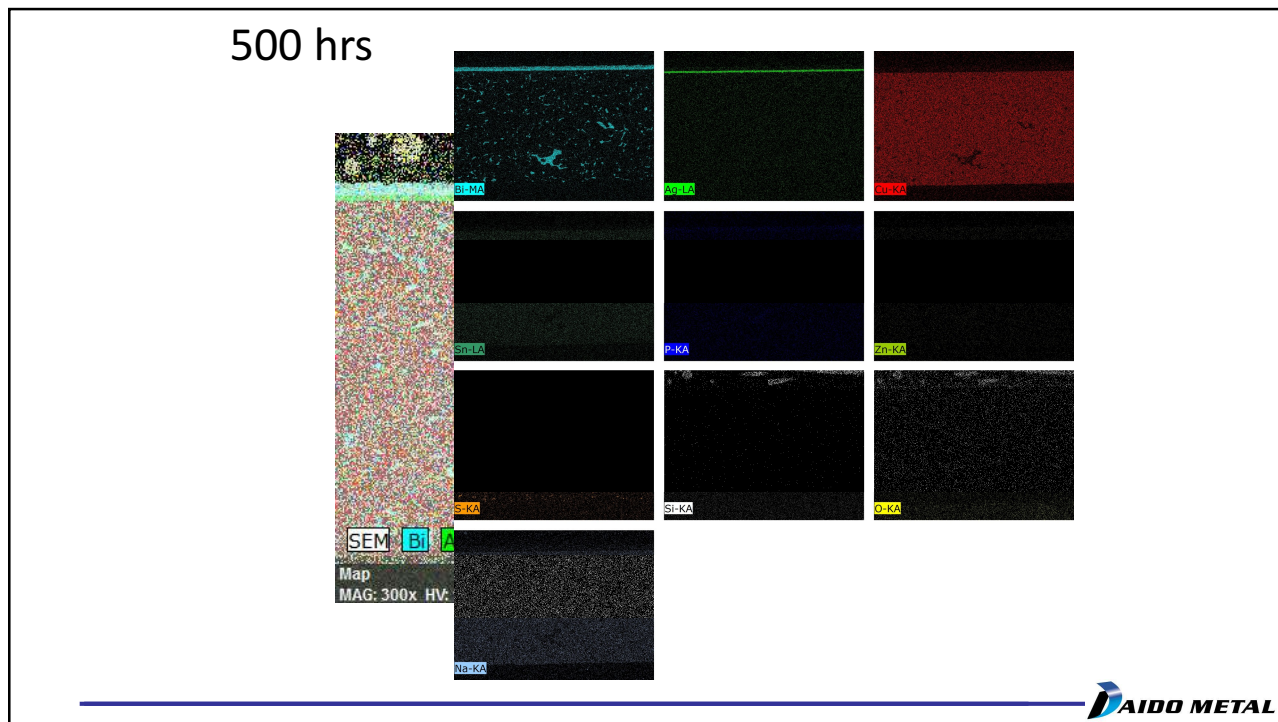 500 hrs
Bi-MA
Ag-LA
Cu-KA
Sn-LA
P-KA
Zn-KA
S-KA
Si-KA
O-KA
SEM Bi
Map
MAG: 300x HV:
Na-KA
DAIDO METAL